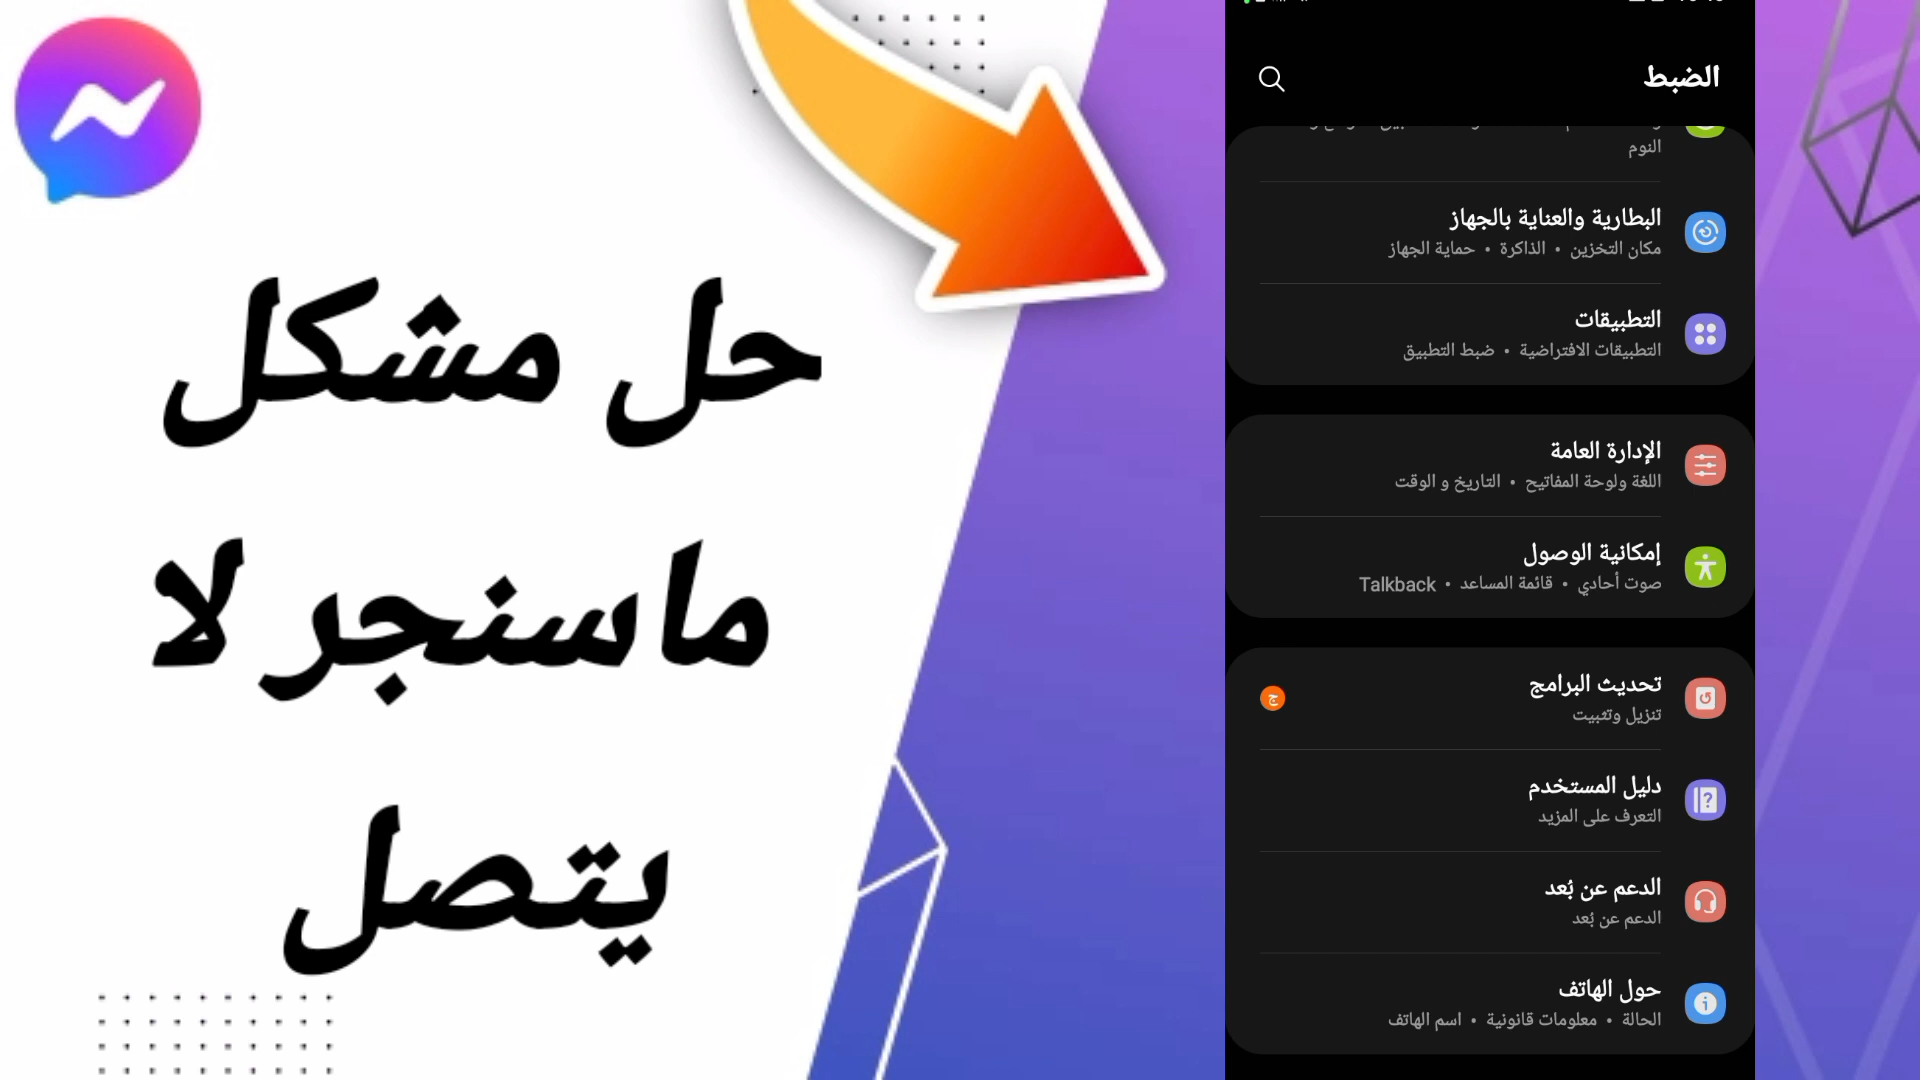 حل مشكل
ماسنجر لا
يتصل
الضبط
النوم
البطارية والعناية بالجهاز
مكان التخزين • الذاكرة • حماية الجهاز
التطبيقات
التطبيقات الافتراضية • ضبط التطبيق
الإدارة العامة
اللغة ولوحة المفاتيح • التاريخ و الوقت
إمكانية الوصول
صوت أحادي • قائمة المساعد • Talkback
تحديث البرامج
تنزيل وتثبيت
ج
دليل المستخدم
التعرف على المزيد
الدعم عن بُعد
الدعم عن بُعد
حول الهاتف
الحالة • معلومات قانونية • اسم الهاتف